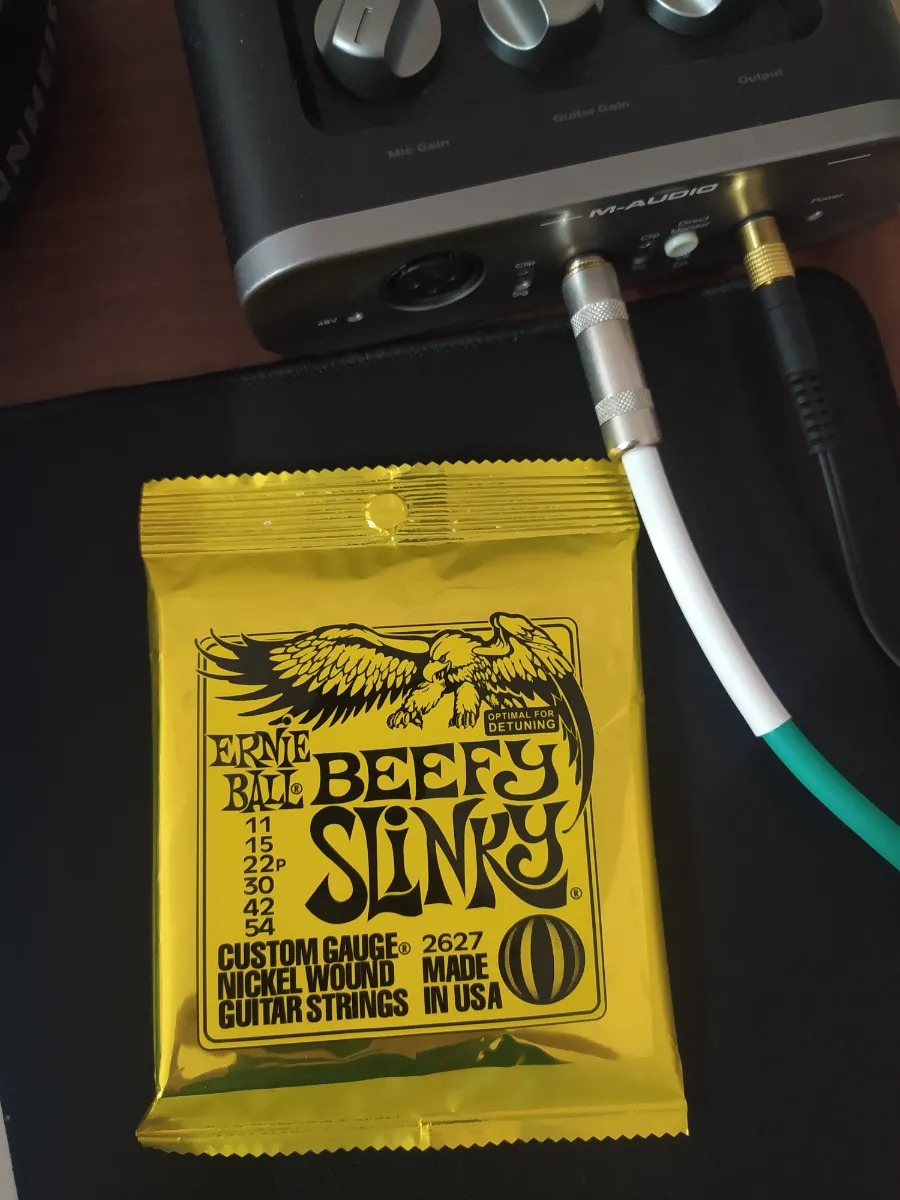 Mic Gain
Guitar Gain
Output
M-AUDIO
48V
Clip
Sig
Clip
Direct
Monitor
Power
OPTIMAL FOR
DETUNING
ERNIE
BALL®
BEEFY
SLiNKY®
11
15
22P
30
42
54
CUSTOM GAUGE®
NICKEL WOUND
GUITAR STRINGS
2627
MADE
IN USA